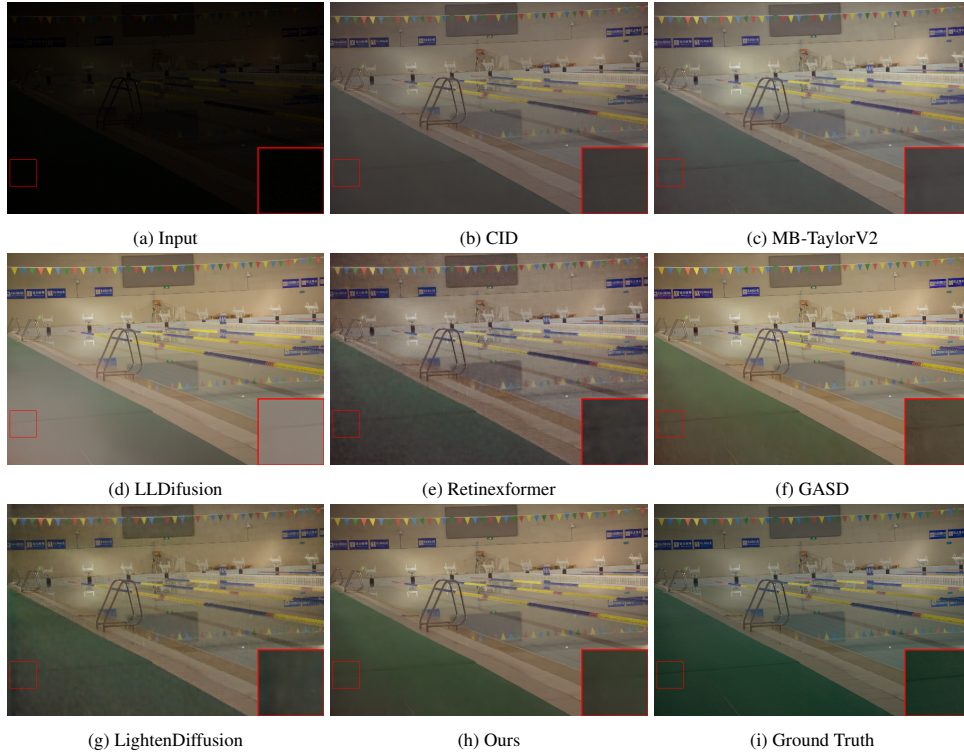 (a) Input
(b) CID
(c) MB-TaylorV2
(d) LLDifusion
(e) Retinexformer
(f) GASD
(g) LightenDiffusion
(h) Ours
(i) Ground Truth